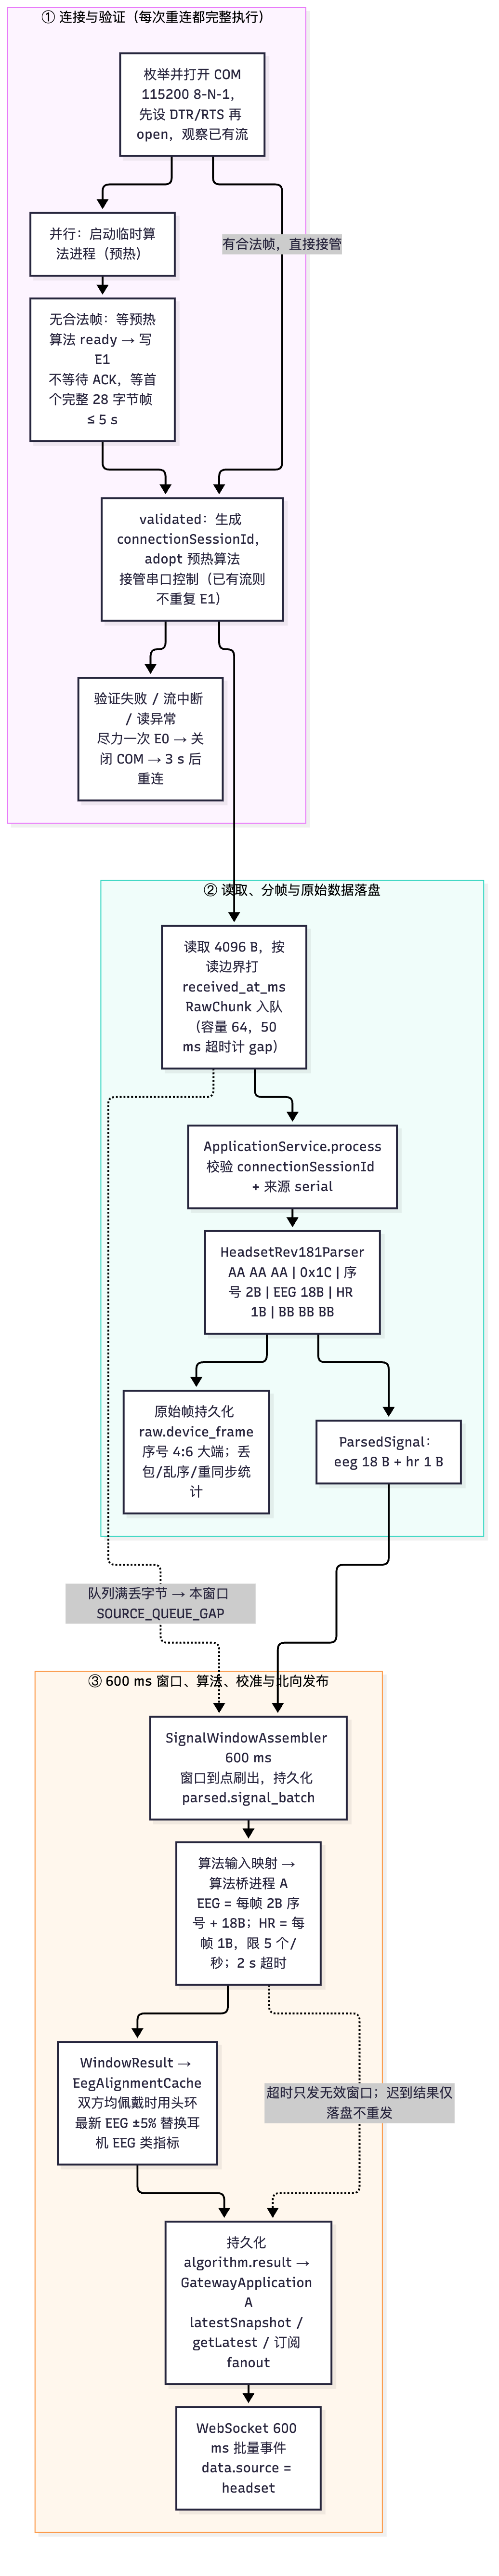 ① 连接与验证（每次重连都完整执行）
枚举并打开 COM
115200 8-N-1，
先设 DTR/RTS 再
open，观察已有流
并行：启动临时算
法进程（预热）
有合法帧，直接接管
无合法帧：等预热
算法 ready → 写
E1
不等待 ACK，等首
个完整 28 字节帧
≤ 5 s
validated：生成
connectionSessionId，
adopt 预热算法
接管串口控制（已有流则
不重复 E1）
验证失败 / 流中断
/ 读异常
尽力一次 E0 → 关
闭 COM → 3 s 后
重连
② 读取、分帧与原始数据落盘
读取 4096 B，按
读边界打
received_at_ms
RawChunk 入队
（容量 64，50
ms 超时计 gap）
ApplicationService.process
校验 connectionSessionId
+ 来源 serial
HeadsetRev181Parser
AA AA AA | 0x1C | 序
号 2B | EEG 18B | HR
1B | BB BB BB
原始帧持久化
raw.device_frame
序号 4:6 大端；丢
包/乱序/重同步统
计
ParsedSignal：
eeg 18 B + hr 1 B
队列满丢字节 → 本窗口
SOURCE_QUEUE_GAP
③ 600 ms 窗口、算法、校准与北向发布
SignalWindowAssembler
600 ms
窗口到点刷出，持久化
parsed.signal_batch
算法输入映射 →
算法桥进程 A
EEG = 每帧 2B 序
号 + 18B；HR = 每
帧 1B，限 5 个/
秒；2 s 超时
WindowResult →
EegAlignmentCache
双方均佩戴时用头环
最新 EEG ±5% 替换耳
机 EEG 类指标
超时只发无效窗口；迟到结果仅
落盘不重发
持久化
algorithm.result →
GatewayApplication
A
latestSnapshot /
getLatest / 订阅
fanout
WebSocket 600
ms 批量事件
data.source =
headset